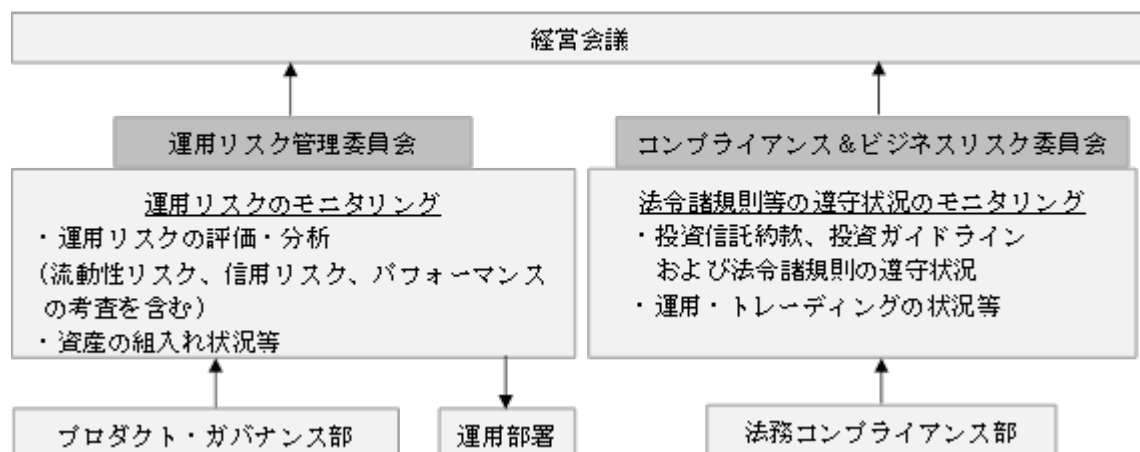 経営会議
運用リスク管理委員会
運用リスクのモニタリング
・運用リスクの評価・分析
(流動性リスク、信用リスク、パフォーマンス
の考査を含む)
・資産の組入れ状況等
プロダクト・ガバナンス部
運用部署
コンプライアンス&ビジネスリスク委員会
法令諸規則等の遵守状況のモニタリング
・投資信託約款、投資ガイドライン
および法令諸規則の遵守状況
・運用・トレーディングの状況等
法務コンプライアンス部